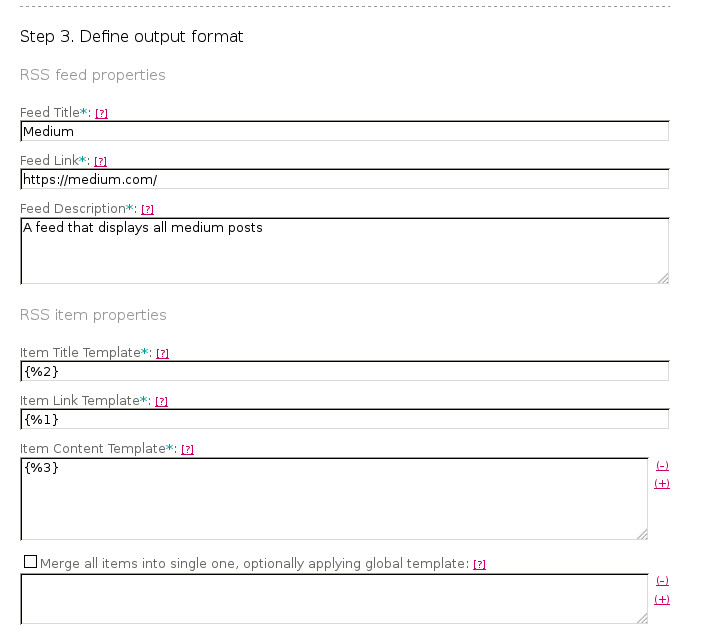 Step 3. Define output format
RSS feed properties
Feed Title*: [?]
Medium
Feed Link*: [?]
https://medium.com/
Feed Description*: [?]
A feed that displays all medium posts
RSS item properties
Item Title Template*: [?]
{%2}
Item Link Template*: [?]
{%1}
Item Content Template*: [?]
{%3}
(–)
(+)
Merge all items into single one, optionally applying global template: [?]
(–)
(+)